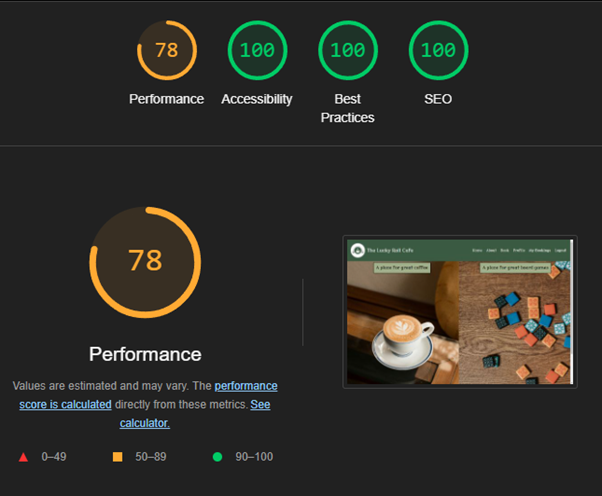 78
100
100
100
Performance
Accessibility
Best
Practices
SEO
78
Performance
Values are estimated and may vary. The performance
score is calculated directly from these metrics. See
calculator.
0–49
50–89
90–100
The Lucky Roll Cafe
Home About Book Profile My Bookings Logout
A place for great coffee
A place for great board games